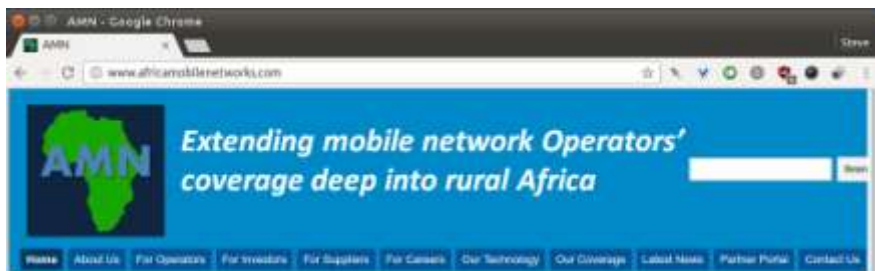 AMN - Google Chrome
AMN
Steve
www.africamobilenetworks.com
AMN
Extending mobile network Operators'
coverage deep into rural Africa
Home About Us For Operators For Investors For Suppliers For Careers Our Technology Our Coverage Latest News Partner Portal Contact Us